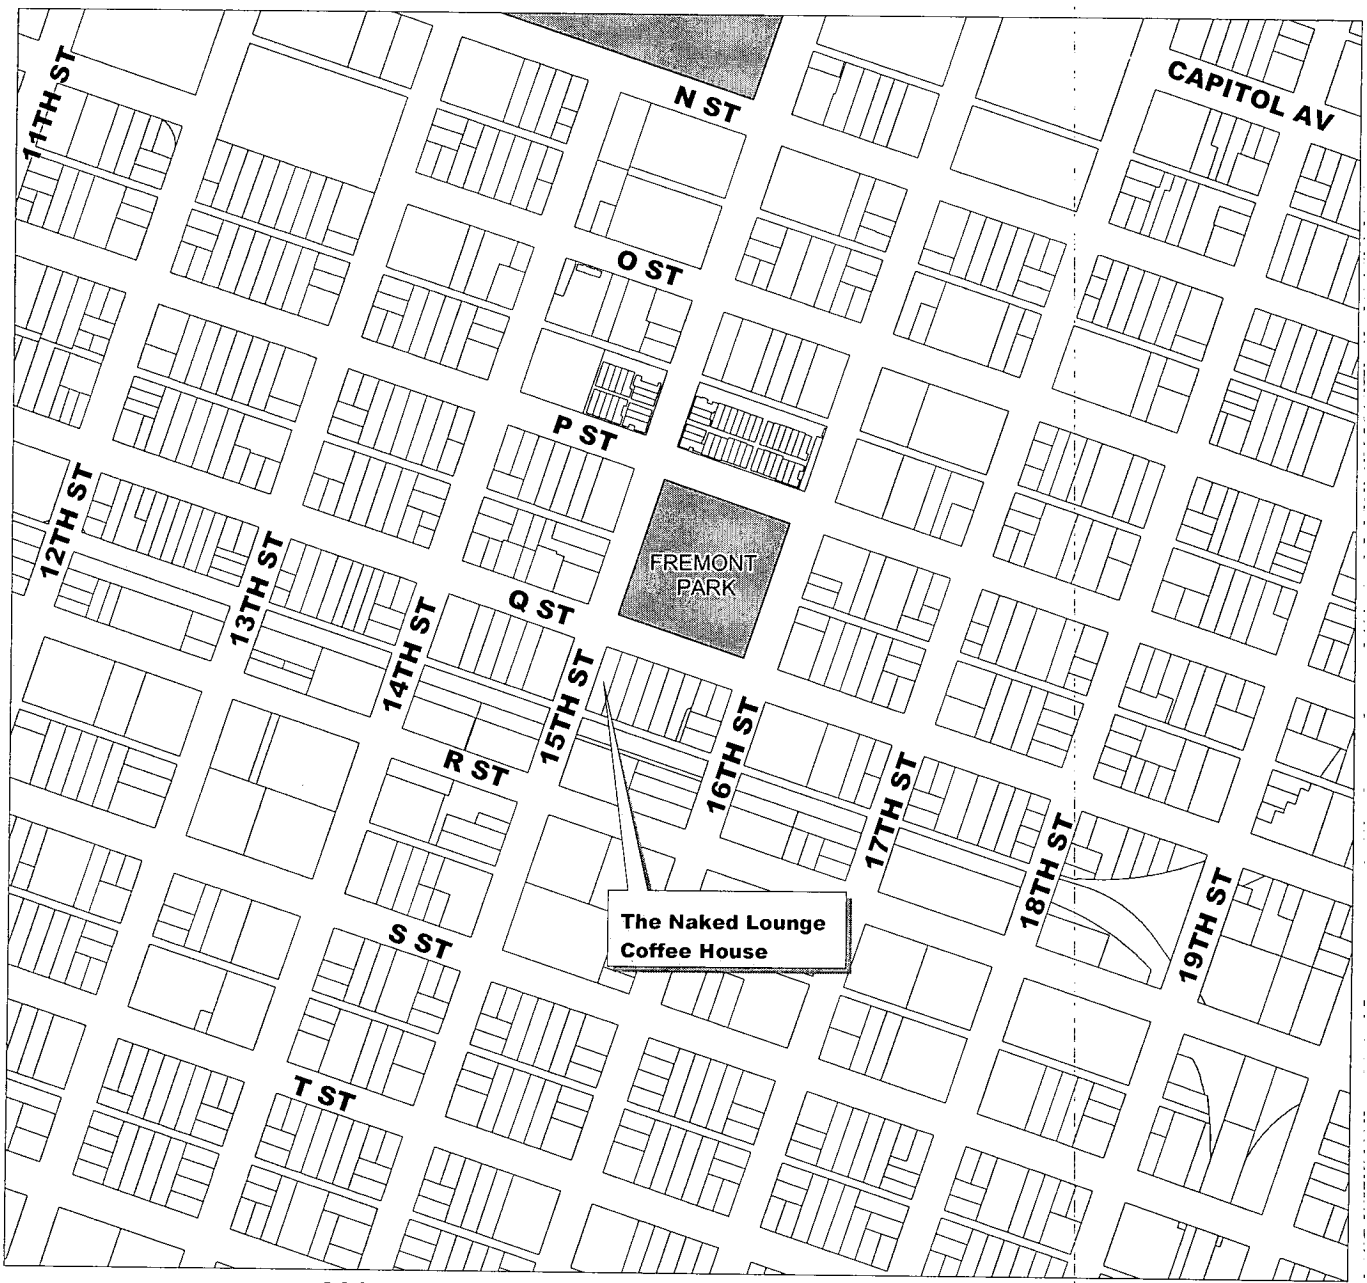 11TH ST
CAPITOL AV
N ST
O ST
P ST
12TH ST
13TH ST
FREMONT
PARK
Q ST
14TH ST
15TH ST
16TH ST
R ST
17TH ST
18TH ST
19TH ST
The Naked Lounge
Coffee House
S ST
T ST